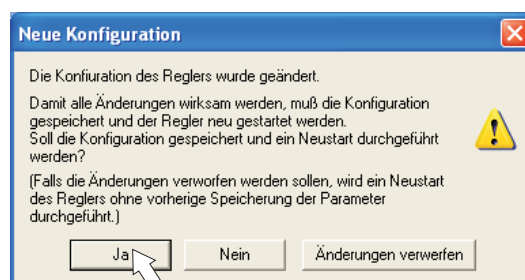 Neue Konfiguration
Die Konfiuration des Reglers wurde geändert.
Damit alle Änderungen wirksam werden, muß die Konfiguration
gespeichert und der Regler neu gestartet werden.
Soll die Konfiguration gespeichert und ein Neustart durchgeführt
werden?
(Falls die Änderungen verworfen werden sollen, wird ein Neustart
des Reglers ohne vorherige Speicherung der Parameter
durchgeführt.)
Ja Nein Änderungen verwerfen